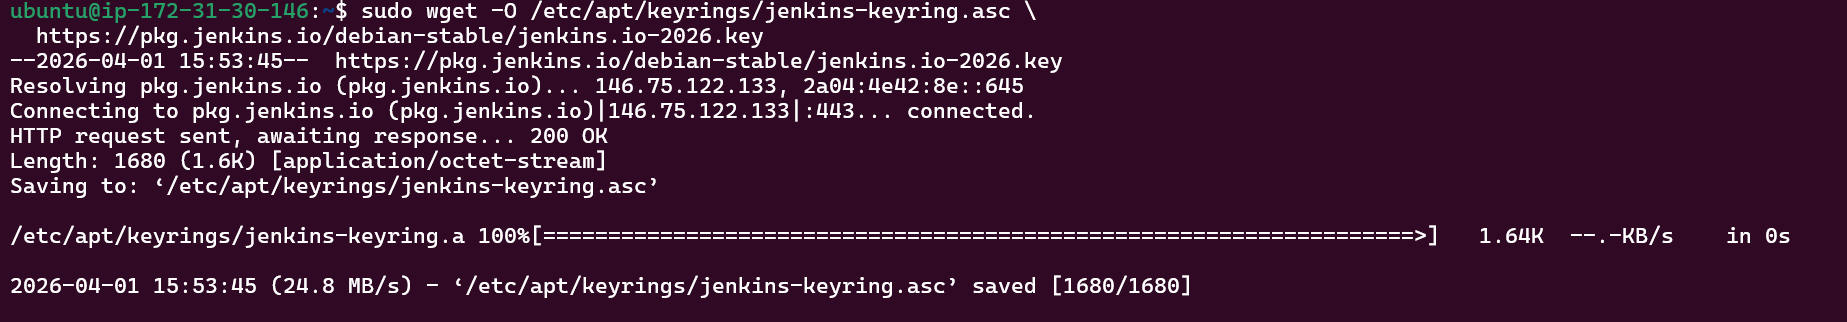 ubuntu@ip-172-31-30-146:~$ sudo wget -O /etc/apt/keyrings/jenkins-keyring.asc \
  https://pkg.jenkins.io/debian-stable/jenkins.io-2026.key
--2026-04-01 15:53:45--  https://pkg.jenkins.io/debian-stable/jenkins.io-2026.key
Resolving pkg.jenkins.io (pkg.jenkins.io)... 146.75.122.133, 2a04:4e42:8e::645
Connecting to pkg.jenkins.io (pkg.jenkins.io)|146.75.122.133|:443... connected.
HTTP request sent, awaiting response... 200 OK
Length: 1680 (1.6K) [application/octet-stream]
Saving to: ‘/etc/apt/keyrings/jenkins-keyring.asc’

/etc/apt/keyrings/jenkins-keyring.a 100%[===================================================================>]   1.64K  --.-KB/s    in 0s

2026-04-01 15:53:45 (24.8 MB/s) - ‘/etc/apt/keyrings/jenkins-keyring.asc’ saved [1680/1680]